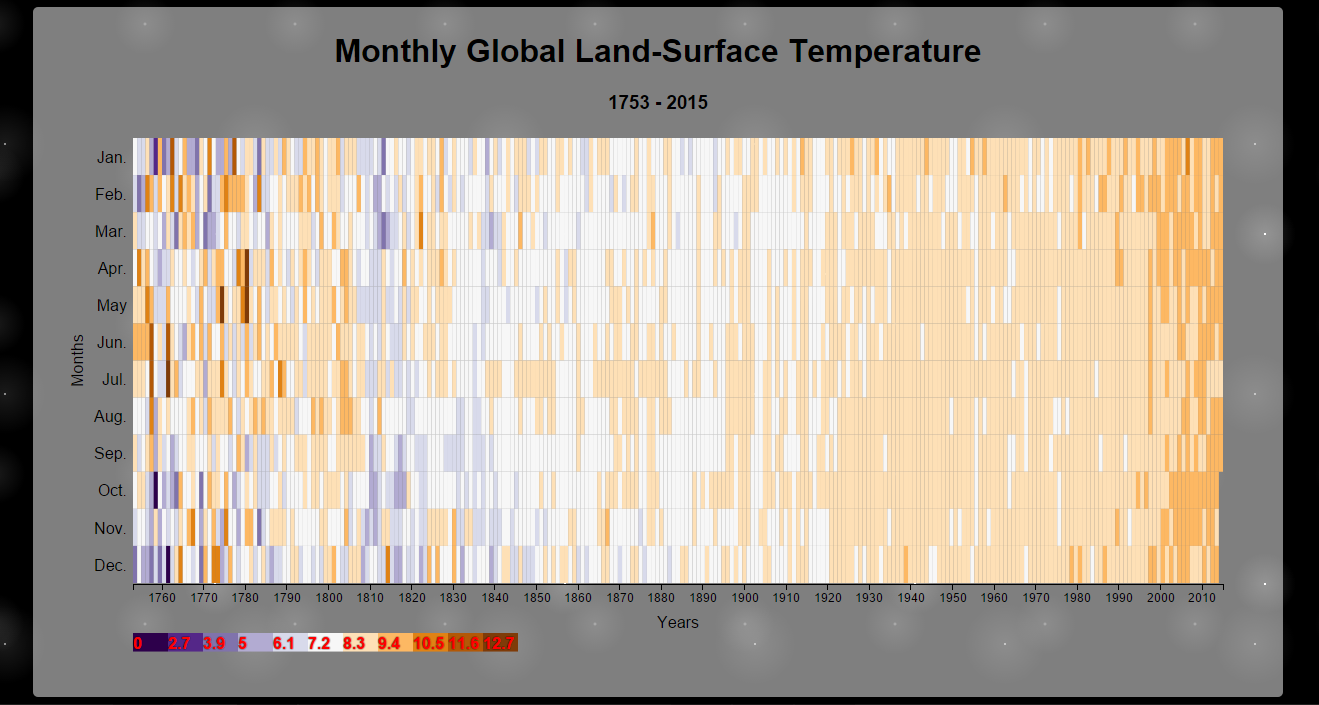 Monthly Global Land-Surface Temperature
1753 - 2015
Months
Jan.
Feb.
Mar.
Apr.
May
Jun.
Jul.
Aug.
Sep.
Oct.
Nov.
Dec.
1760 1770 1780 1790 1800 1810 1820 1830 1840 1850 1860 1870 1880 1890 1900 1910 1920 1930 1940 1950 1960 1970 1980 1990 2000 2010
Years
0 2.7 3.9 5 6.1 7.2 8.3 9.4 10.5 11.6 12.7